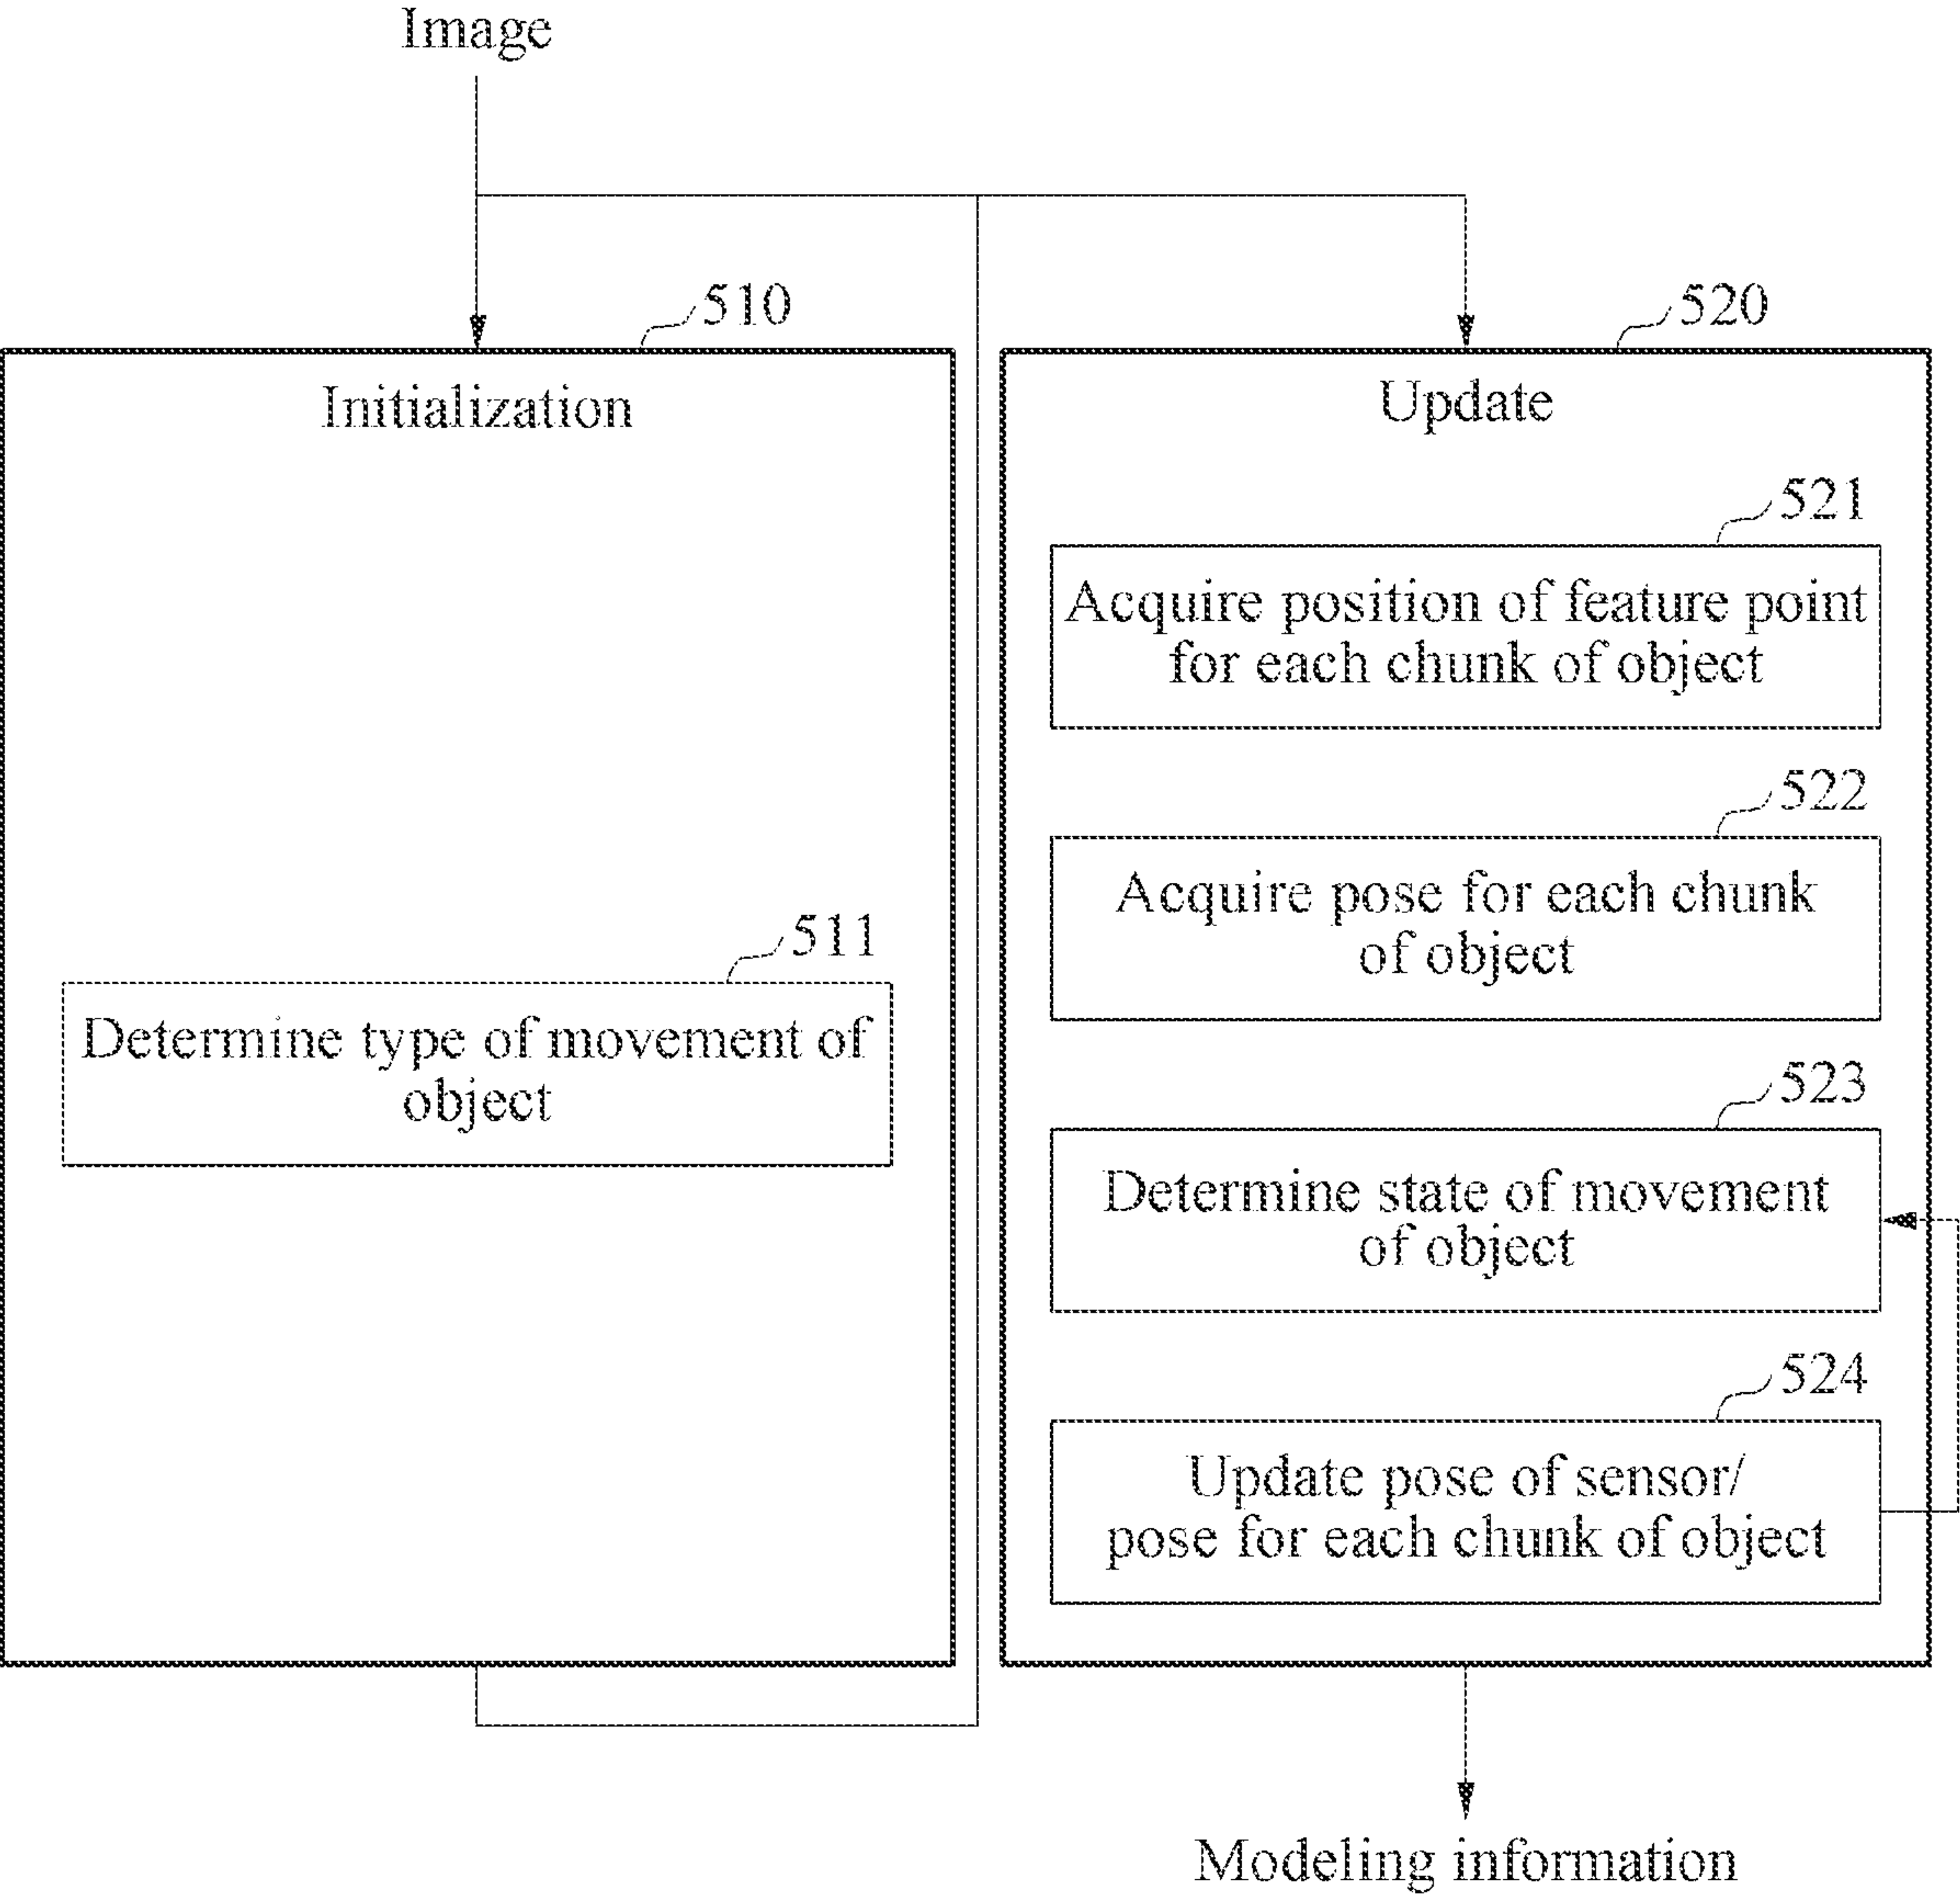 Image
510
Initialization
511
Determine type of movement of
object
520
Update
521
Acquire position of feature point
for each chunk of object
522
Acquire pose for each chunk
of object
523
Determine state of movement
of object
524
Update pose of sensor/
pose for each chunk of object
Modeling information